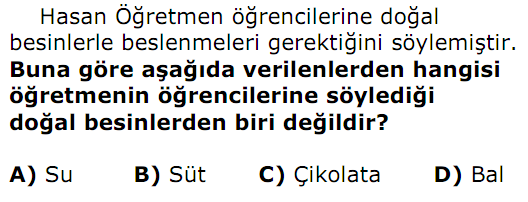 Hasan Öğretmen öğrencilerine doğal
besinlerle beslenmeleri gerektiğini söylemiştir.
Buna göre aşağıda verilenlerden hangisi
öğretmenin öğrencilerine söylediği
doğal besinlerden biri değildir?
A) Su B) Süt C) Çikolata D) Bal